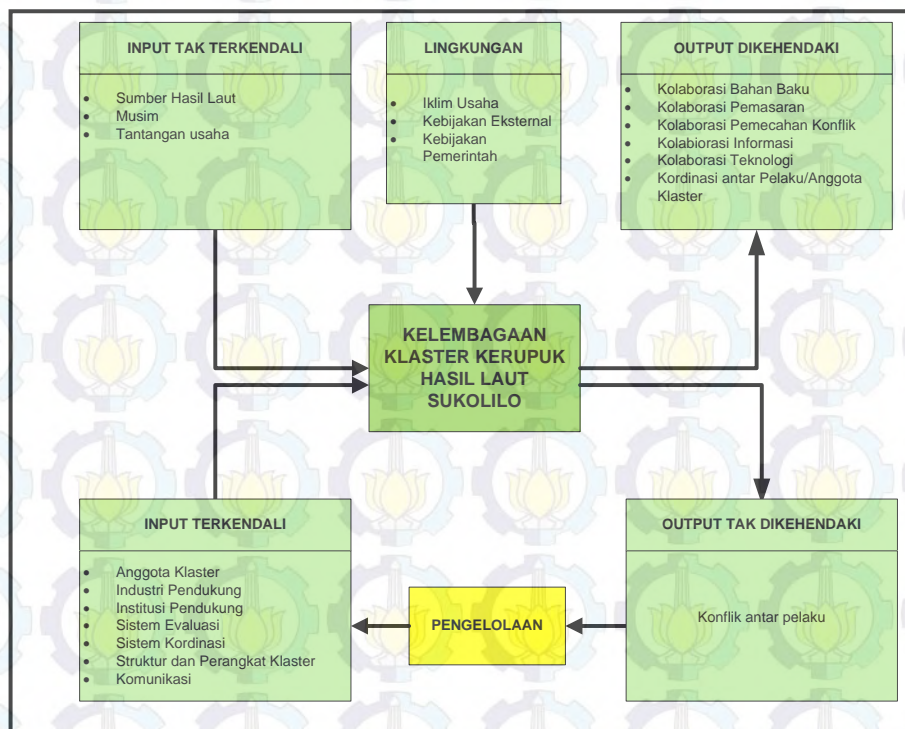 INPUT TAK TERKENDALI
Sumber Hasil Laut
Musim
Tantangan usaha
LINGKUNGAN
Iklim Usaha
Kebijakan Eksternal
Kebijakan
Pemerintah
OUTPUT DIKEHENDAKI
Kolaborasi Bahan Baku
Kolaborasi Pemasaran
Kolaborasi Pemecahan Konflik
Kolabiorasi Informasi
Kolaborasi Teknologi
Kordinasi antar Pelaku/Anggota
Klaster
KELEMBAGAAN
KLASTER KERUPUK
HASIL LAUT
SUKOLILO
INPUT TERKENDALI
Anggota Klaster
Industri Pendukung
Institusi Pendukung
Sistem Evaluasi
Sistem Kordinasi
Struktur dan Perangkat Klaster
Komunikasi
PENGELOLAAN
OUTPUT TAK DIKEHENDAKI
Konflik antar pelaku